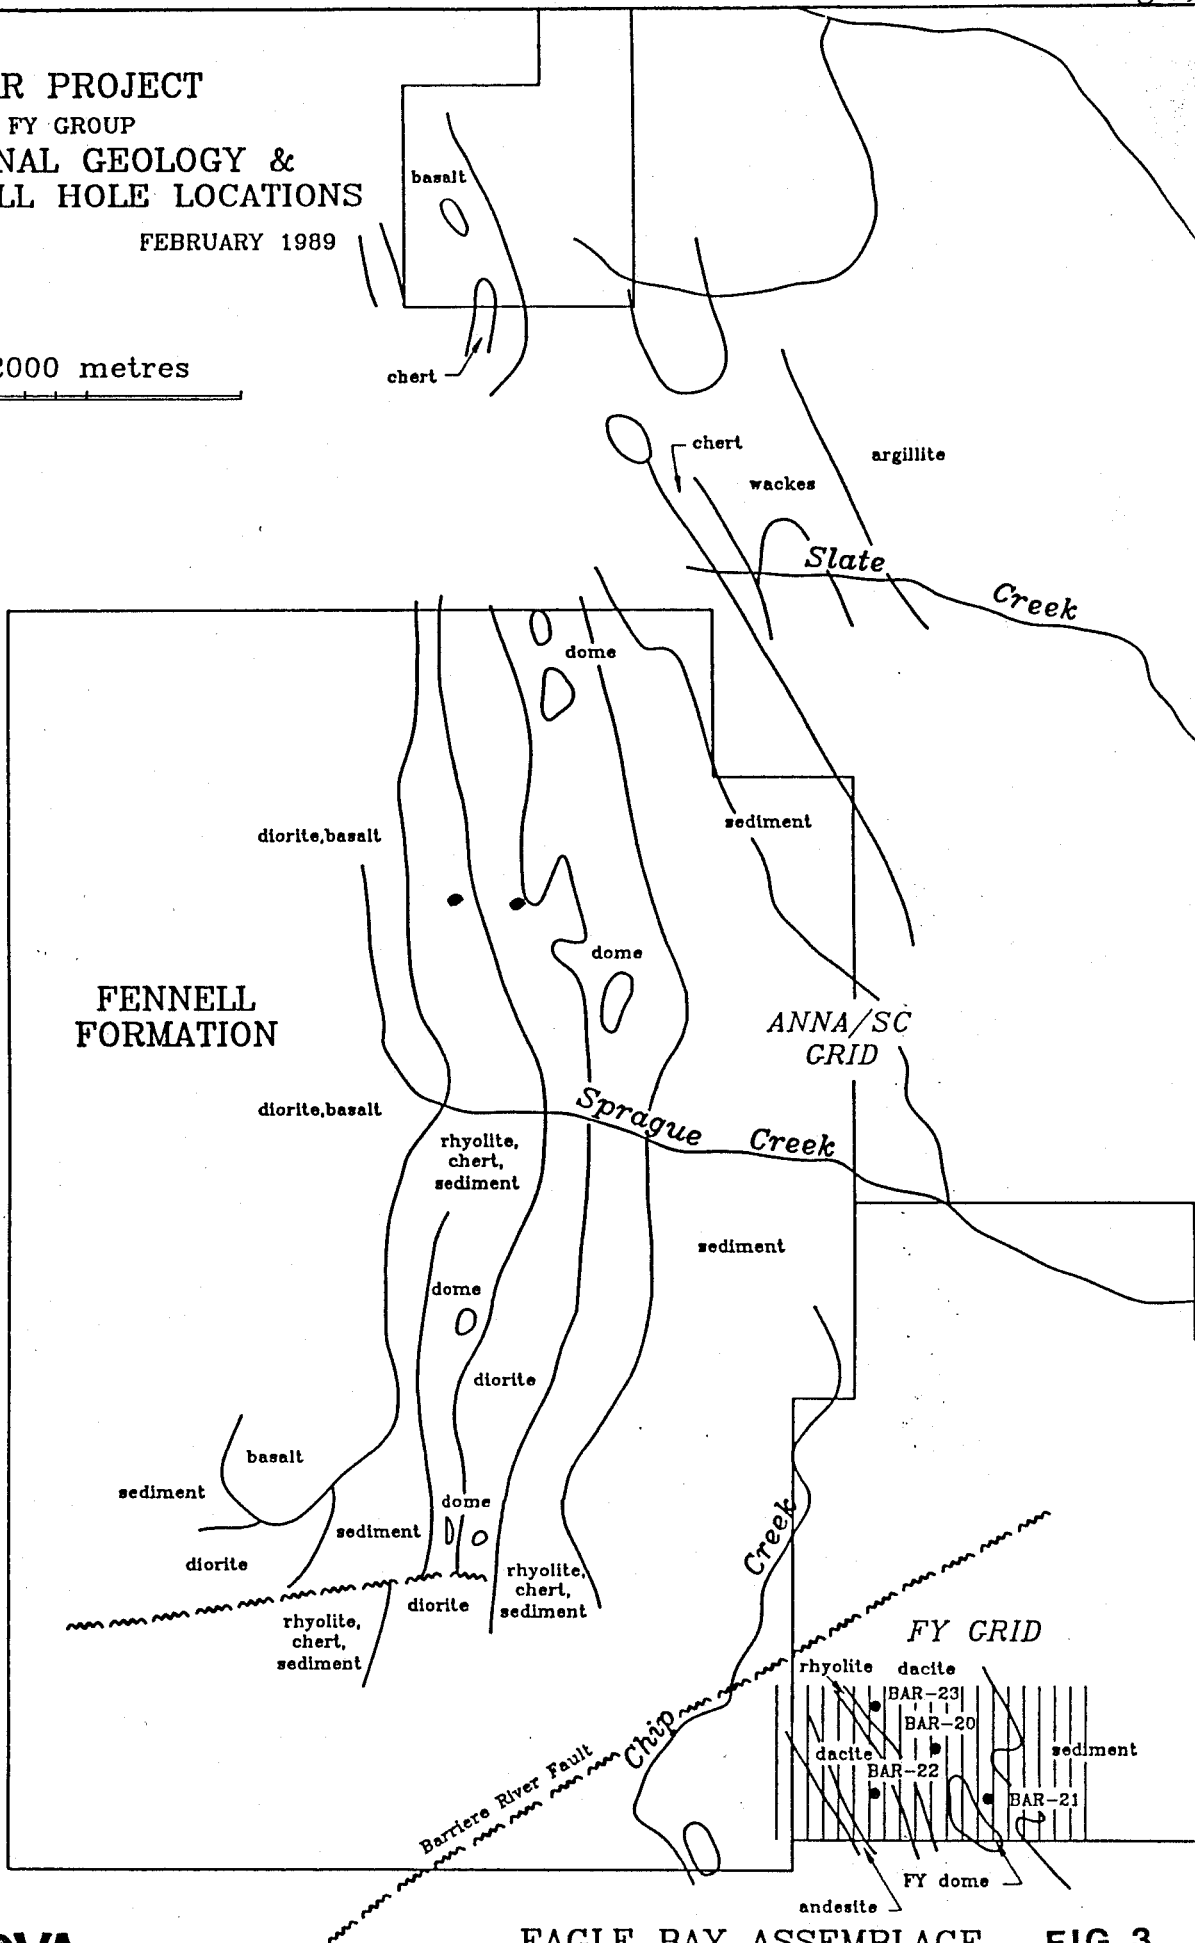 R PROJECT
FY GROUP
NAL GEOLOGY &
LL HOLE LOCATIONS
FEBRUARY 1989
2000 metres
basalt
chert
chert
argillite
wackes
Slate
Creek
dome
sediment
diorite,basalt
dome
FENNELL
FORMATION
ANNA/SC
GRID
diorite,basalt
Sprague
Creek
rhyolite,
chert,
sediment
sediment
dome
diorite
basalt
sediment
dome
sediment
diorite
Creek
rhyolite,
chert,
sediment
diorite
rhyolite,
chert,
sediment
FY GRID
rhyolite
dacite
BAR-23
BAR-20
Chip
dacite
sediment
BAR-22
Barriere River Fault
BAR-21
FY dome
andesite
EAGLE BAY ASSEMBLAGE
FIG 3